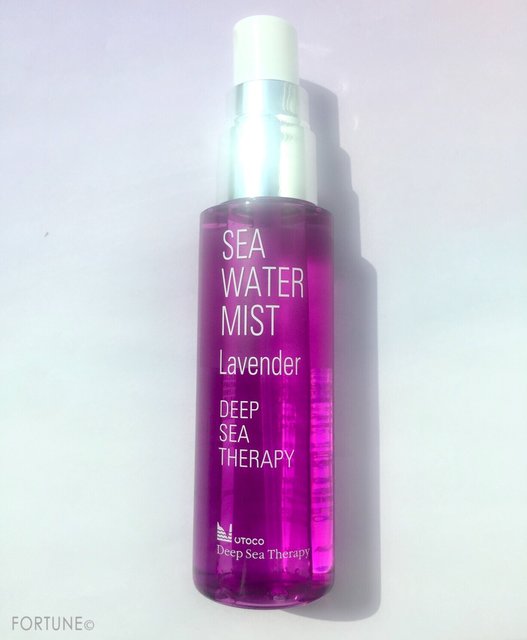 SEA
WATER
MIST
Lavender
DEEP
SEA
THERAPY
UTOCO
Deep Sea Therapy
FORTUNE©